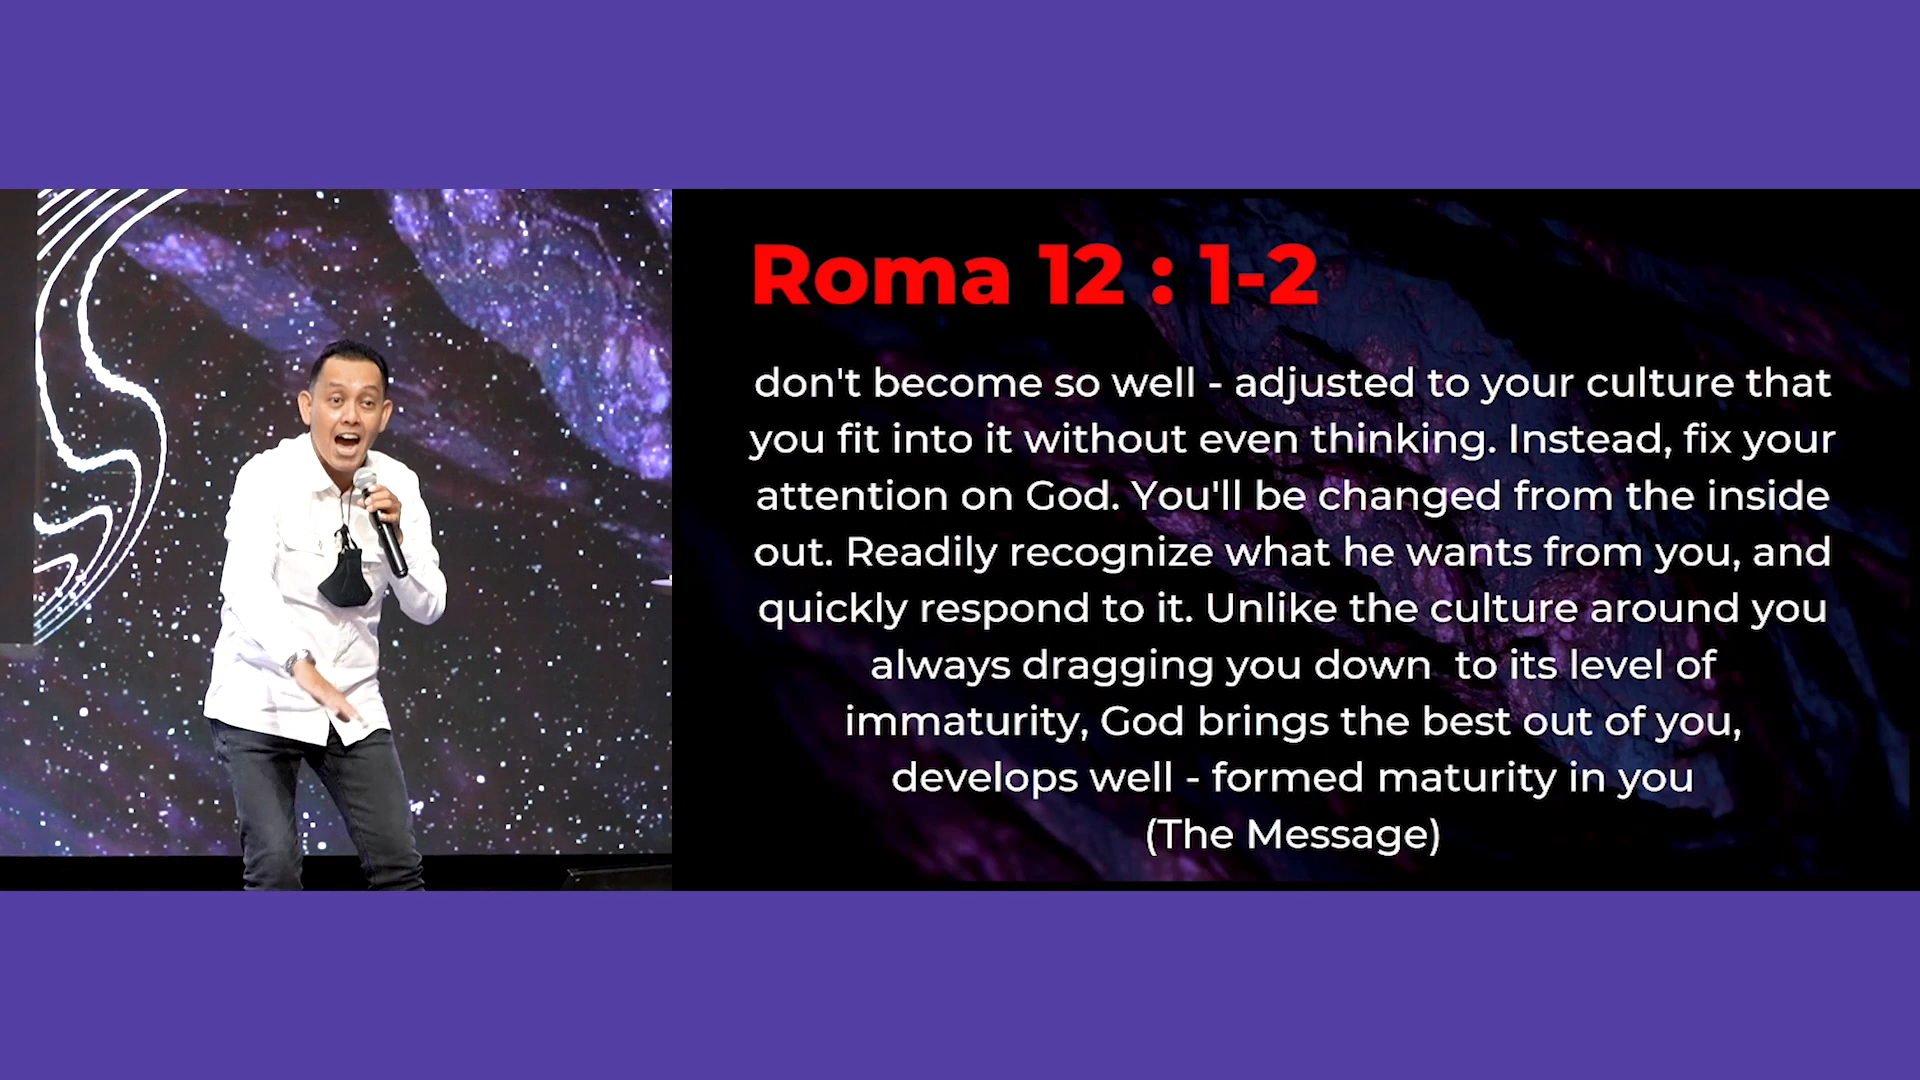 Roma 12 : 1-2
don't become so well - adjusted to your culture that
you fit into it without even thinking. Instead, fix your
attention on God. You'll be changed from the inside
out. Readily recognize what he wants from you, and
quickly respond to it. Unlike the culture around you
always dragging you down  to its level of
immaturity, God brings the best out of you,
develops well - formed maturity in you
(The Message)